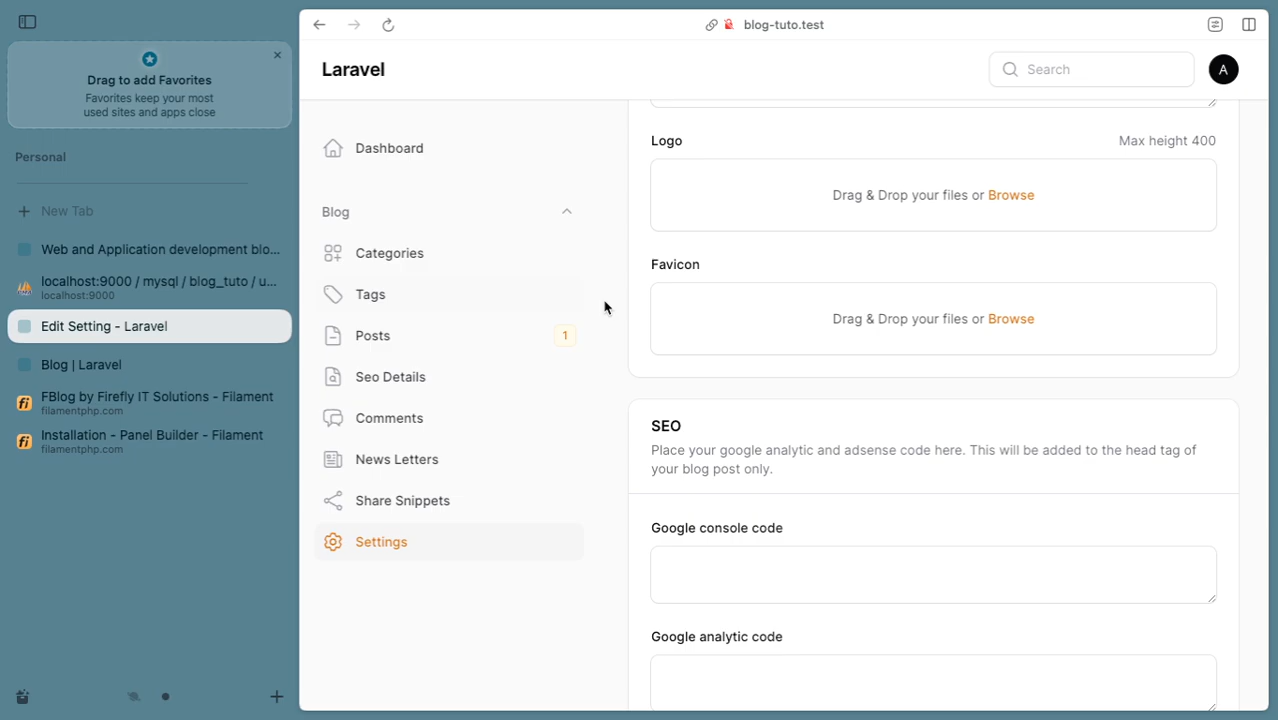 Drag to add Favorites
Favorites keep your most
used sites and apps close
Personal
New Tab
Web and Application development blo...
localhost:9000 / mysql / blog_tuto / u...
localhost:9000
Edit Setting - Laravel
Blog | Laravel
FBlog by Firefly IT Solutions - Filament
filamentphp.com
Installation - Panel Builder - Filament
filamentphp.com
blog-tuto.test
Laravel
Search
A
Dashboard
Blog
Categories
Tags
Posts
1
Seo Details
Comments
News Letters
Share Snippets
Settings
Logo
Max height 400
Drag & Drop your files or Browse
Favicon
Drag & Drop your files or Browse
SEO
Place your google analytic and adsense code here. This will be added to the head tag of
your blog post only.
Google console code
Google analytic code